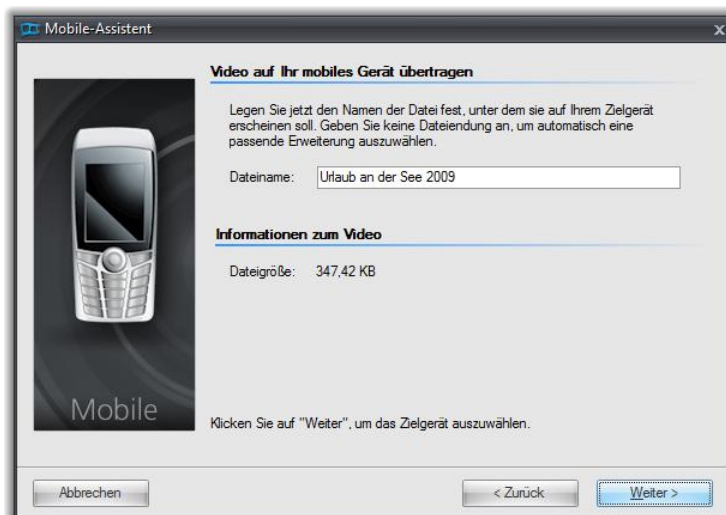 Mobile-Assistent
x
Video auf Ihr mobiles Gerät übertragen
Legen Sie jetzt den Namen der Datei fest, unter dem sie auf Ihrem Zielgerät
erscheinen soll. Geben Sie keine Dateiendung an, um automatisch eine
passende Erweiterung auszuwählen.
Dateiname: Urlaub an der See 2009
Informationen zum Video
Dateigröße: 347,42 KB
Mobile
Klicken Sie auf "Weiter", um das Zielgerät auszuwählen.
Abbrechen < Zurück Weiter >